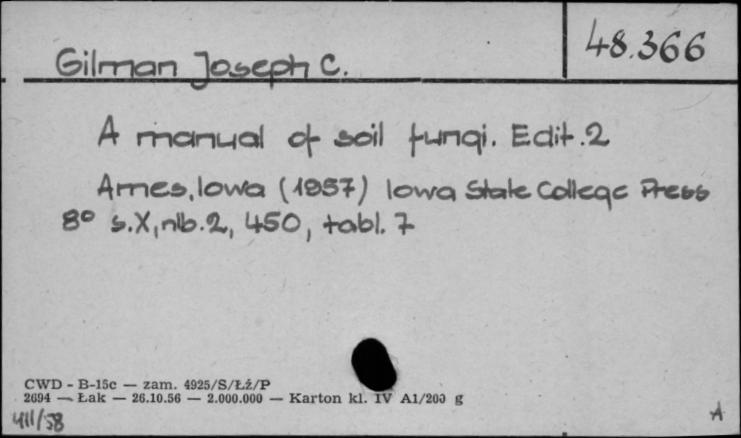 48.366
Gilman Joseph C.
A manual of soil fungi. Edit.2
Ames, Iowa (1957) Iowa State College Press
8° s.X, nlb.2, 450, tabl. 7
CWD - B-15c — zam. 4925/S/Łź/P
2694 — Łak — 26.10.56 — 2.000.000 — Karton kl. IV A1/200 g
411/58
A